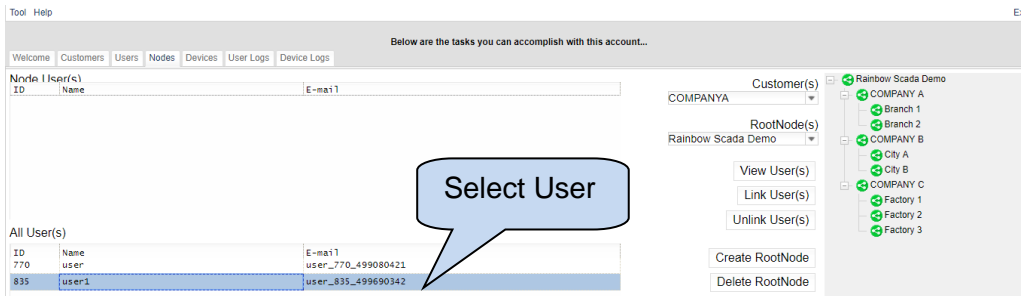 Tool Help
Below are the tasks you can accomplish with this account...
Welcome Customers Users Nodes Devices User Logs Device Logs
Node User(s)
ID Name E-mail
Customer(s)
COMPANYA
RootNode(s)
Rainbow Scada Demo
View User(s)
Link User(s)
Unlink User(s)
Create RootNode
Delete RootNode
Select User
All User(s)
ID Name E-mail
770 user user_770_499080421
835 user1 user_835_499690342
Rainbow Scada Demo
COMPANY A
Branch 1
Branch 2
COMPANY B
City A
City B
COMPANY C
Factory 1
Factory 2
Factory 3